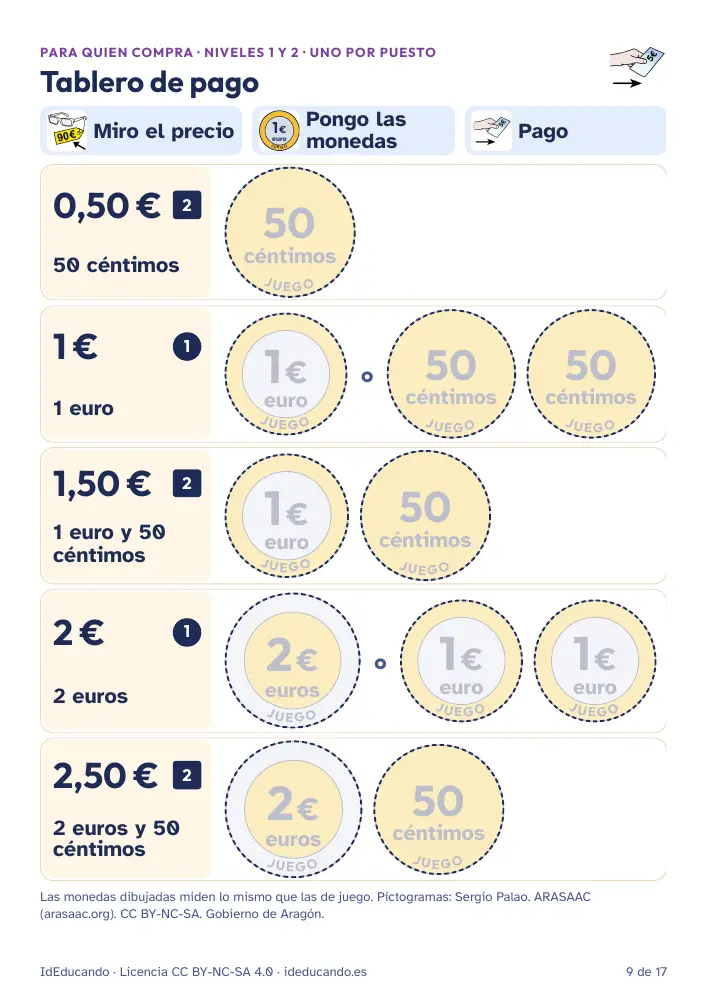 PARA QUIEN COMPRA · NIVELES 1 Y 2 · UNO POR PUESTO
Tablero de pago
5€
90€
Miro el precio
1€
euro
JUEGO
Pongo las
monedas
5€
Pago
0,50 € 2
50 céntimos
50
céntimos
JUEGO
1 € 1
1 euro
1€
euro
JUEGO
o
50
céntimos
JUEGO
50
céntimos
JUEGO
1,50 € 2
1 euro y 50
céntimos
1€
euro
JUEGO
50
céntimos
JUEGO
2 € 1
2 euros
2€
euros
JUEGO
o
1€
euro
JUEGO
1€
euro
JUEGO
2,50 € 2
2 euros y 50
céntimos
2€
euros
JUEGO
50
céntimos
JUEGO
Las monedas dibujadas miden lo mismo que las de juego. Pictogramas: Sergio Palao. ARASAAC
(arasaac.org). CC BY-NC-SA. Gobierno de Aragón.
IdEducando · Licencia CC BY-NC-SA 4.0 · ideducando.es
9 de 17